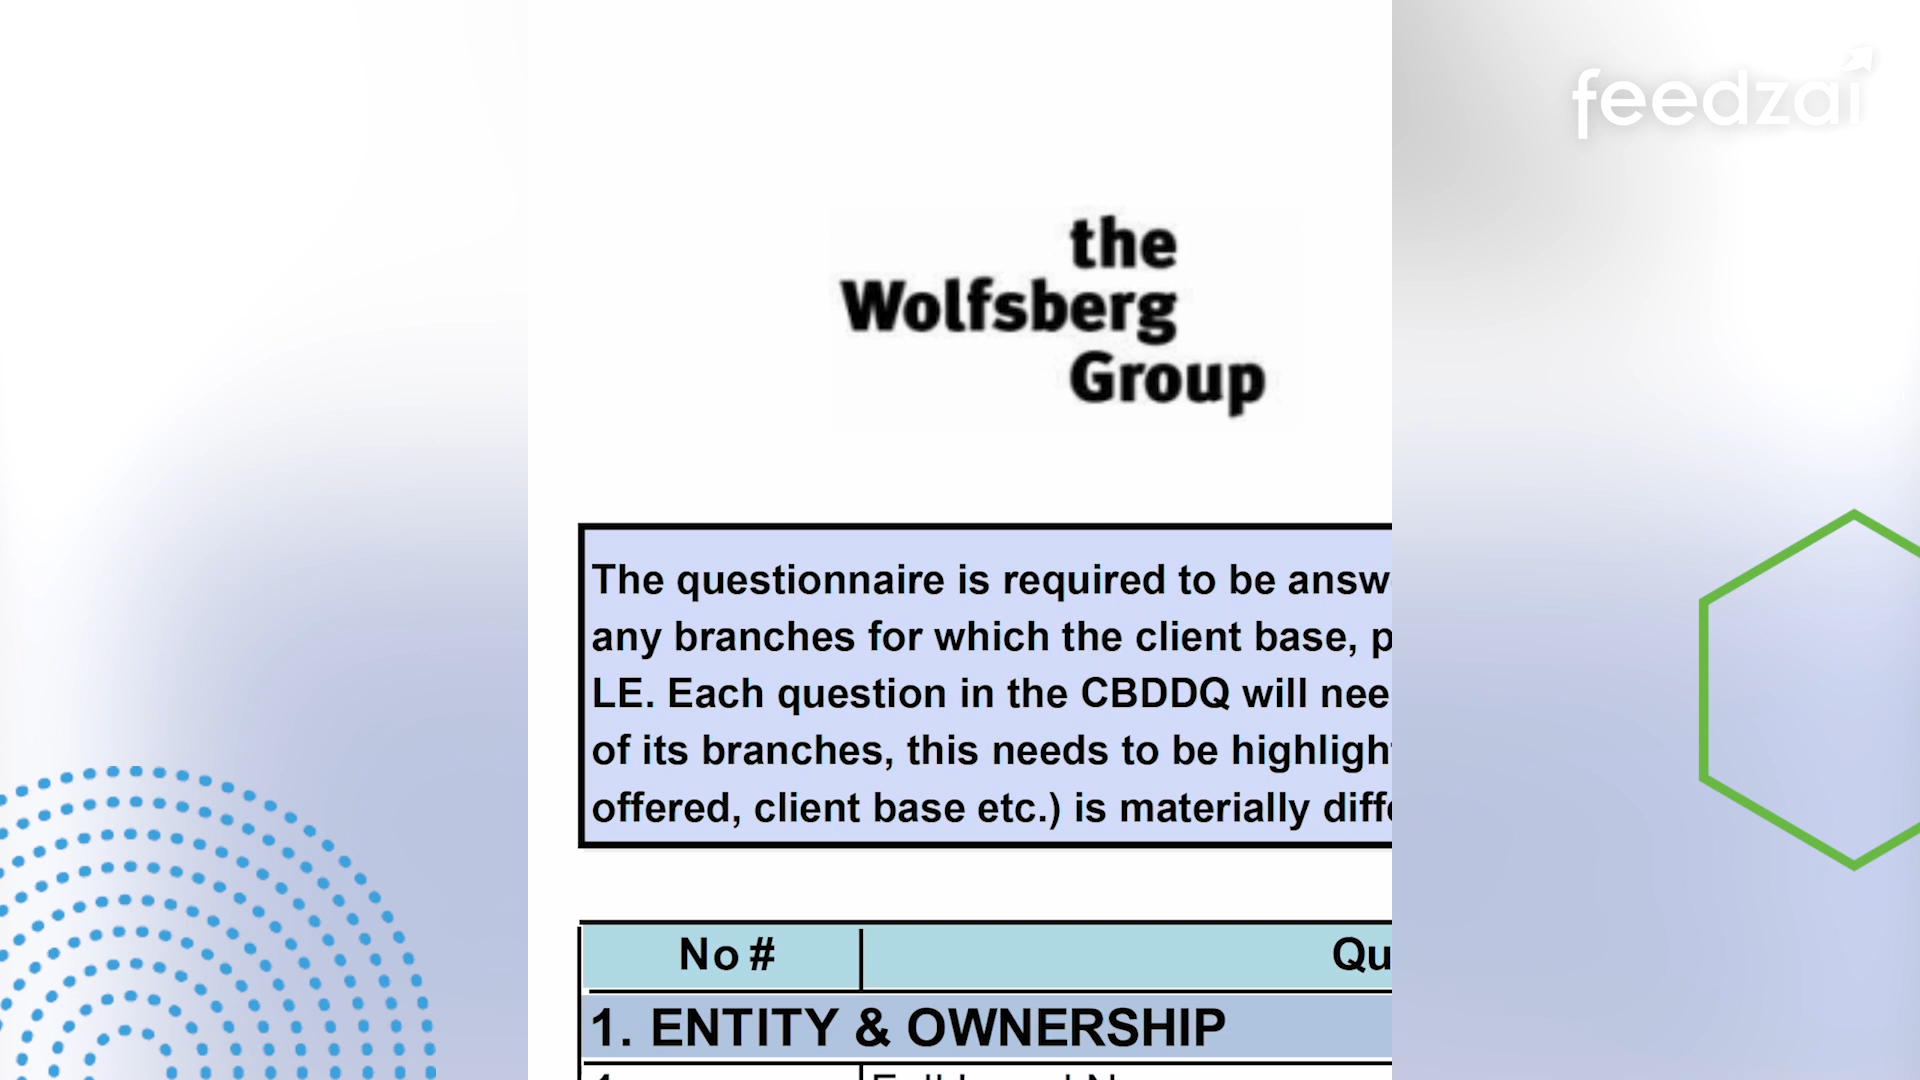 feedzai
the
Wolfsberg
Group
The questionnaire is required to be answ
any branches for which the client base, p
LE. Each question in the CBDDQ will nee
of its branches, this needs to be highligh
offered, client base etc.) is materially diff
No #
Qu
1. ENTITY & OWNERSHIP